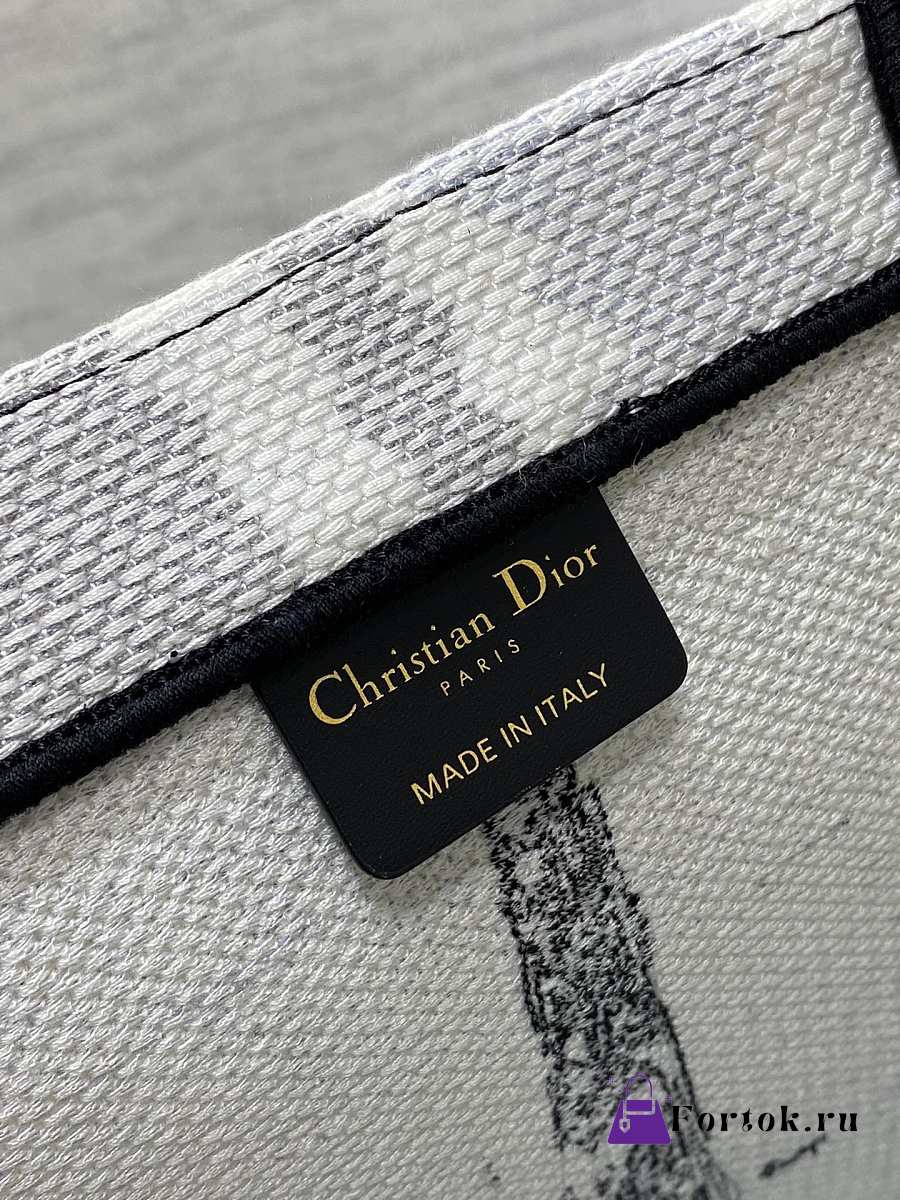 Christian Dior
PARIS
MADE IN ITALY
Fortok.ru